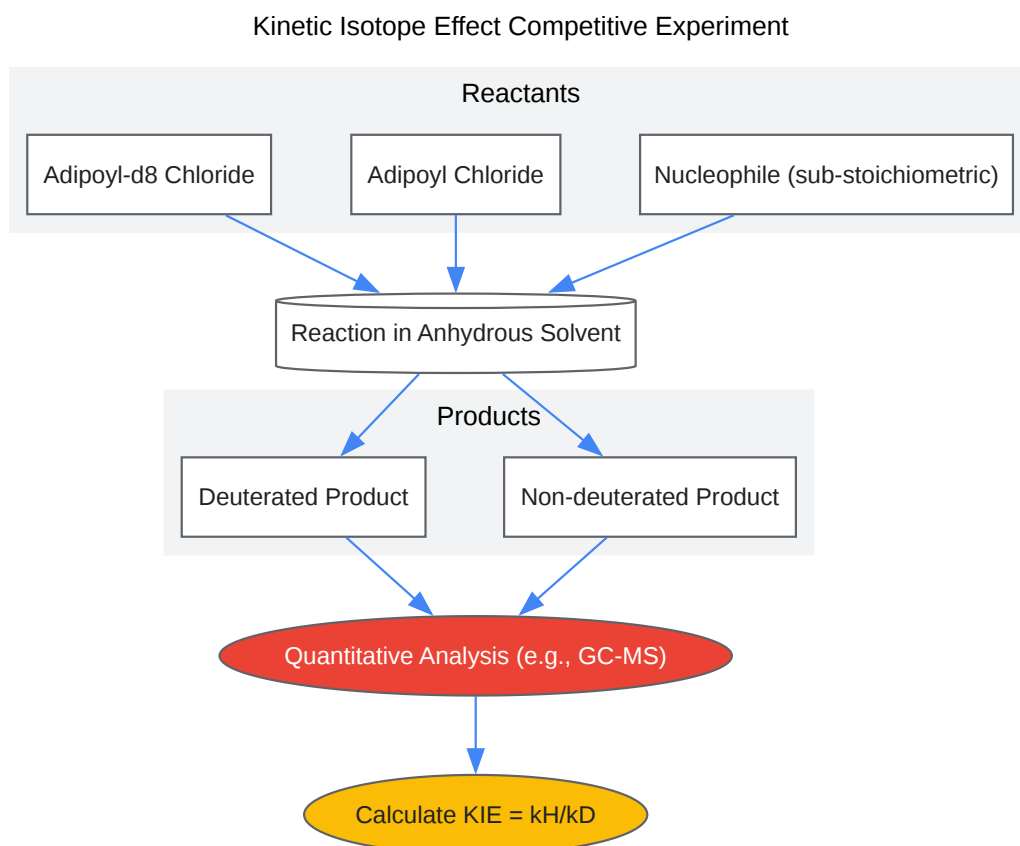 Kinetic Isotope Effect Competitive Experiment
Reactants
Adipoyl-d8 Chloride
Adipoyl Chloride
Nucleophile (sub-stoichiometric)
Reaction in Anhydrous Solvent
Products
Deuterated Product
Non-deuterated Product
Quantitative Analysis (e.g., GC-MS)
Calculate KIE = kH/kD